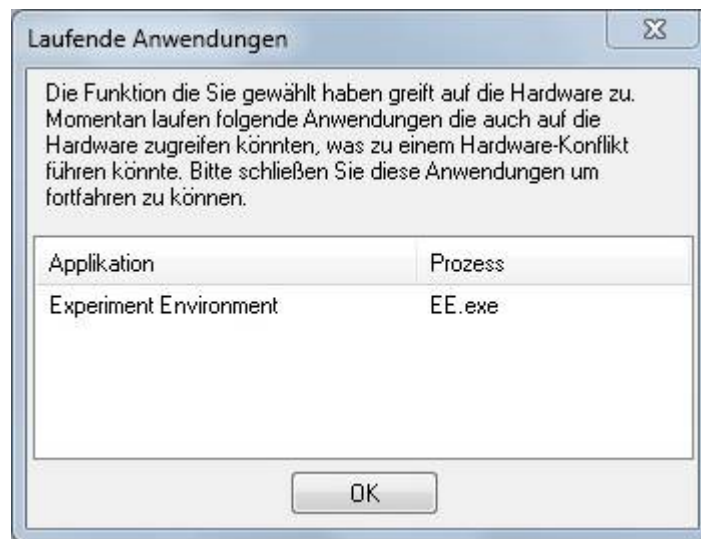 Laufende Anwendungen
Die Funktion die Sie gewählt haben greift auf die Hardware zu.
Momentan laufen folgende Anwendungen die auch auf die
Hardware zugreifen könnten, was zu einem Hardware-Konflikt
führen könnte. Bitte schließen Sie diese Anwendungen um
fortfahren zu können.
Applikation Prozess
Experiment Environment EE.exe
OK